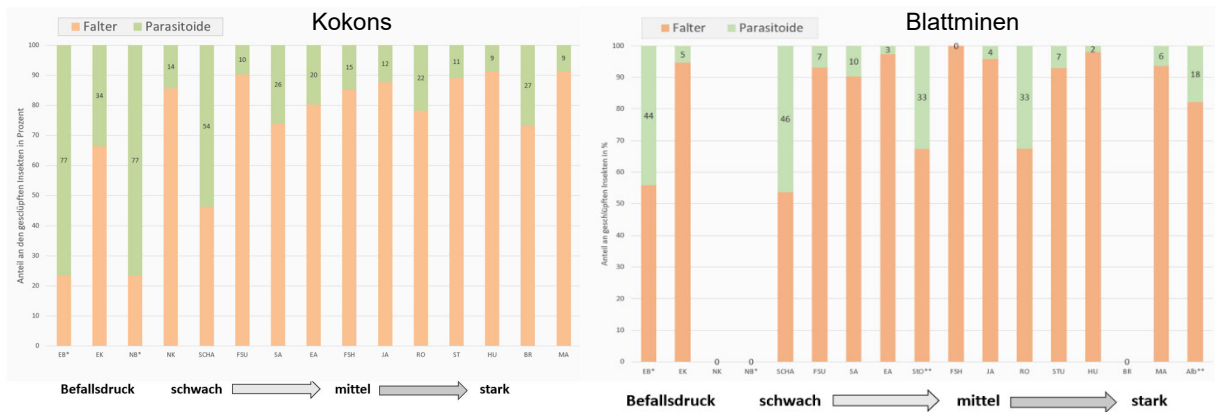 Kokons
Falter Parasitoide
Anteil an den gesclüpften Insekten in Prozent
100
90
80
70
60
50
40
30
20
10
0
77 34 77 14 54 10 26 20 15 12 22 11 9 27 9
EB* EK NB* NK SCHA FSU SA EA FSH JA RO ST HU BR MA
Befallsdruck schwach mittel stark
Blattminen
Falter Parasitoide
Anteil an geschlüpften Insekten in %
100
90
80
70
60
50
40
30
20
10
0
44 5 0 0 46 7 10 3 33 0 4 33 7 2 0 6 18
EB* EK NK NB* SCHA FSU SA EA StO** FSH JA RO STU HU BR MA Alb**
Befallsdruck schwach mittel stark